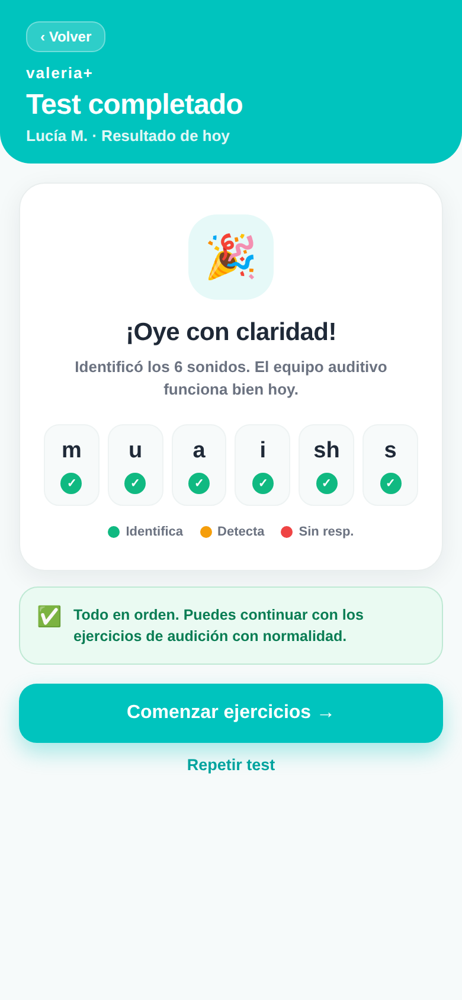 ‹ Volver
valeria+
Test completado
Lucía M. · Resultado de hoy
¡Oye con claridad!
Identificó los 6 sonidos. El equipo auditivo
funciona bien hoy.
m u a i sh s
✓ ✓ ✓ ✓ ✓ ✓
Identifica Detecta Sin resp.
Todo en orden. Puedes continuar con los
ejercicios de audición con normalidad.
Comenzar ejercicios →
Repetir test